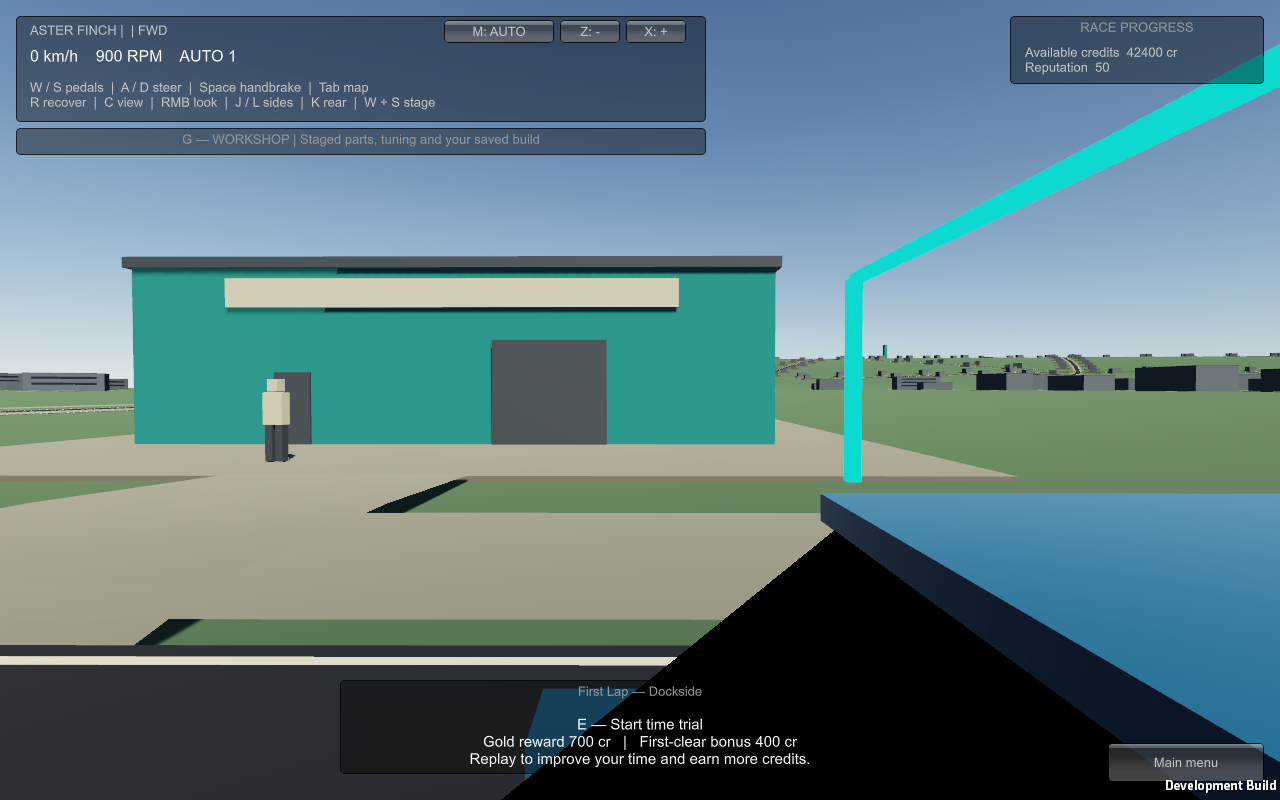 ASTER FINCH | | FWD
M: AUTO
Z: -
X: +
0 km/h 900 RPM AUTO 1
W / S pedals | A / D steer | Space handbrake | Tab map
R recover | C view | RMB look | J / L sides | K rear | W + S stage
G — WORKSHOP | Staged parts, tuning and your saved build
RACE PROGRESS
Available credits 42400 cr
Reputation 50
First Lap — Dockside
E — Start time trial
Gold reward 700 cr | First-clear bonus 400 cr
Replay to improve your time and earn more credits.
Main menu
Development Build